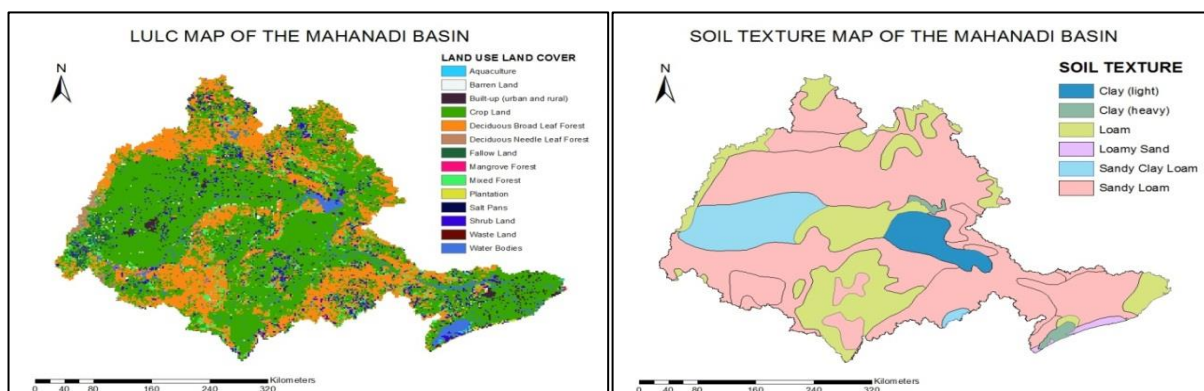 LULC MAP OF THE MAHANADI BASIN
N
LAND USE LAND COVER
Aquaculture
Barren Land
Built-up (urban and rural)
Crop Land
Deciduous Broad Leaf Forest
Deciduous Needle Leaf Forest
Fallow Land
Mangrove Forest
Mixed Forest
Plantation
Salt Pans
Shrub Land
Waste Land
Water Bodies
Kilometers
0 40 80 160 240 320
SOIL TEXTURE MAP OF THE MAHANADI BASIN
N
SOIL TEXTURE
Clay (light)
Clay (heavy)
Loam
Loamy Sand
Sandy Clay Loam
Sandy Loam
Kilometers
0 40 80 160 240 320